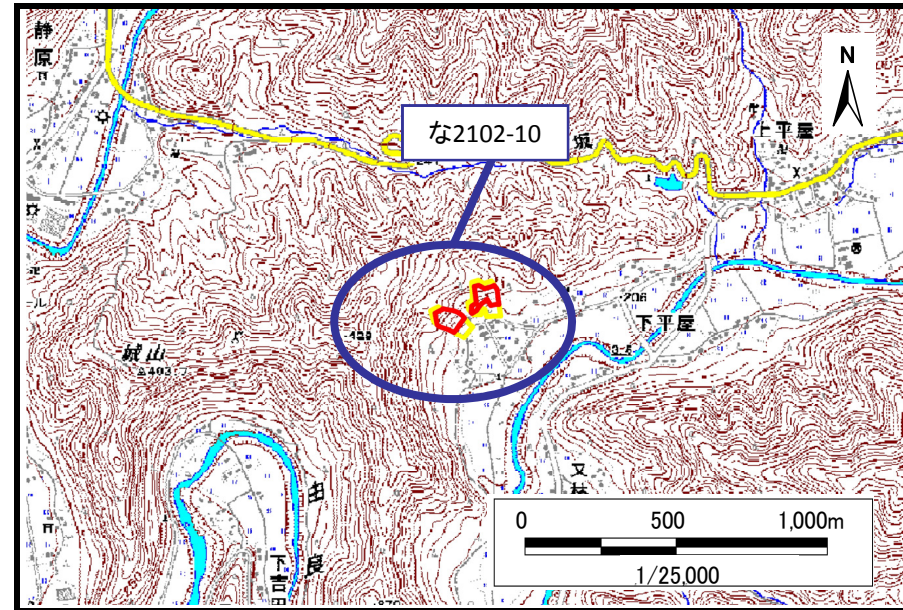 静原
N
な2102-10
上平屋
・206
下平屋
城山
403
又林
由良
下吉田
0 500 1,000m
1/25,000